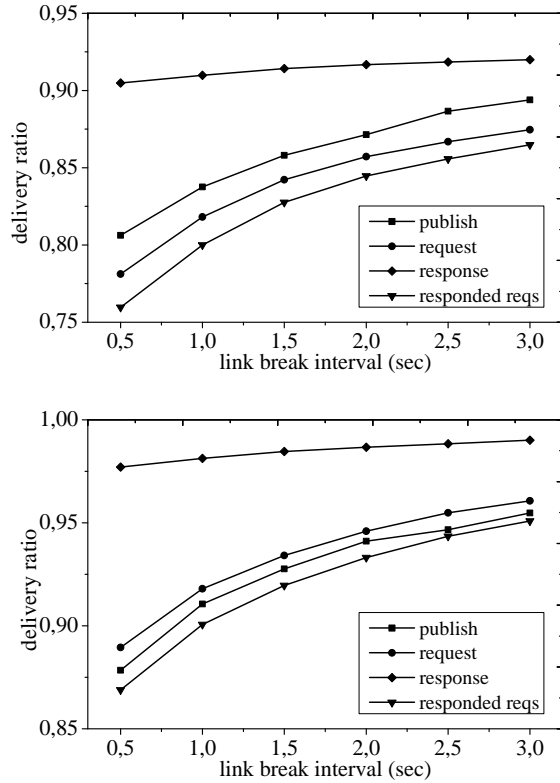 0,95
0,90
0,85
0,80
0,75
delivery ratio
publish
request
response
responded reqs
0,5 1,0 1,5 2,0 2,5 3,0
link break interval (sec)
1,00
0,95
0,90
0,85
delivery ratio
publish
request
response
responded reqs
0,5 1,0 1,5 2,0 2,5 3,0
link break interval (sec)